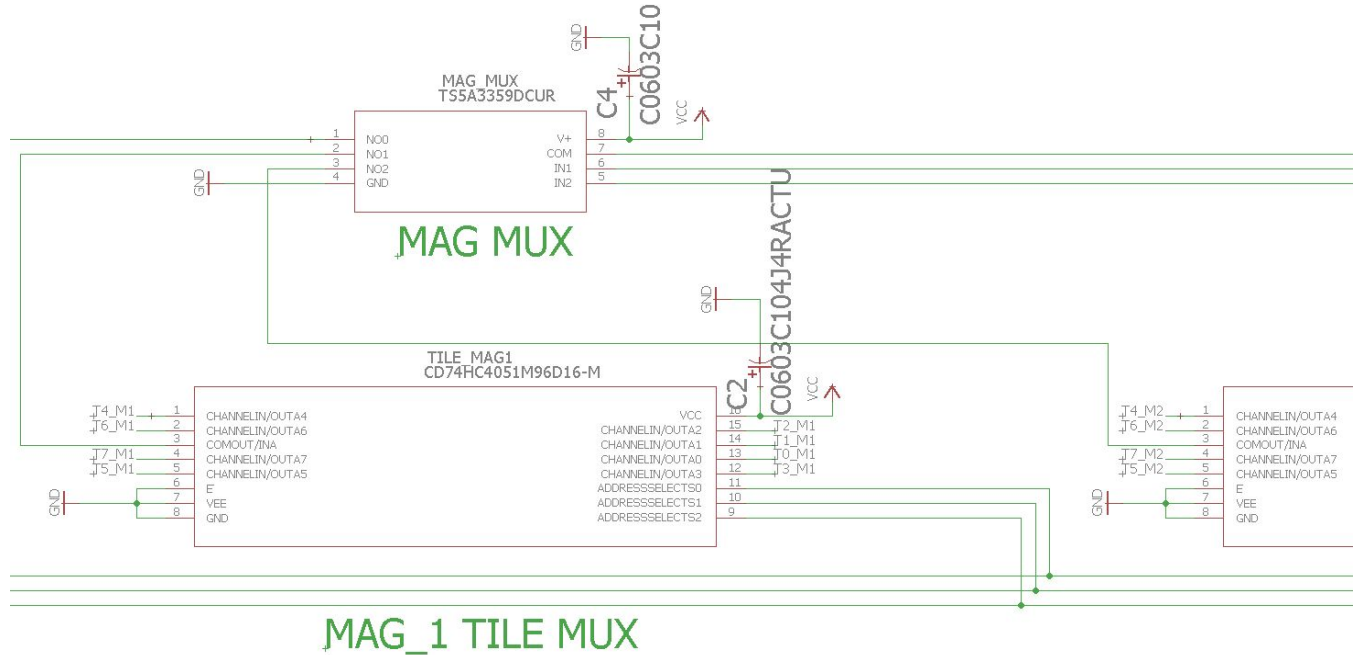 GND
C4
C0603C10
VCC
MAG_MUX
TS5A3359DCUR
1 NO0 V+ 8
2 NO1 COM 7
3 NO2 IN1 6
GND 4 GND IN2 5
MAG MUX
GND
C2
C0603C104J4RACTU
VCC
TILE_MAG1
CD74HC4051M96D16-M
T4_M1 1 CHANNELIN/OUTA4 VCC 16
T6_M1 2 CHANNELIN/OUTA6 CHANNELIN/OUTA2 15 T2_M1
3 COMOUT/INA CHANNELIN/OUTA1 14 T1_M1
T7_M1 4 CHANNELIN/OUTA7 CHANNELIN/OUTA0 13 T0_M1
T5_M1 5 CHANNELIN/OUTA5 CHANNELIN/OUTA3 12 T3_M1
6 E ADDRESSSELECTS0 11
GND 7 VEE ADDRESSSELECTS1 10
8 GND ADDRESSSELECTS2 9
T4_M2 1 CHANNELIN/OUTA4
T6_M2 2 CHANNELIN/OUTA6
3 COMOUT/INA
T7_M2 4 CHANNELIN/OUTA7
T5_M2 5 CHANNELIN/OUTA5
6 E
GND 7 VEE
8 GND
MAG_1 TILE MUX